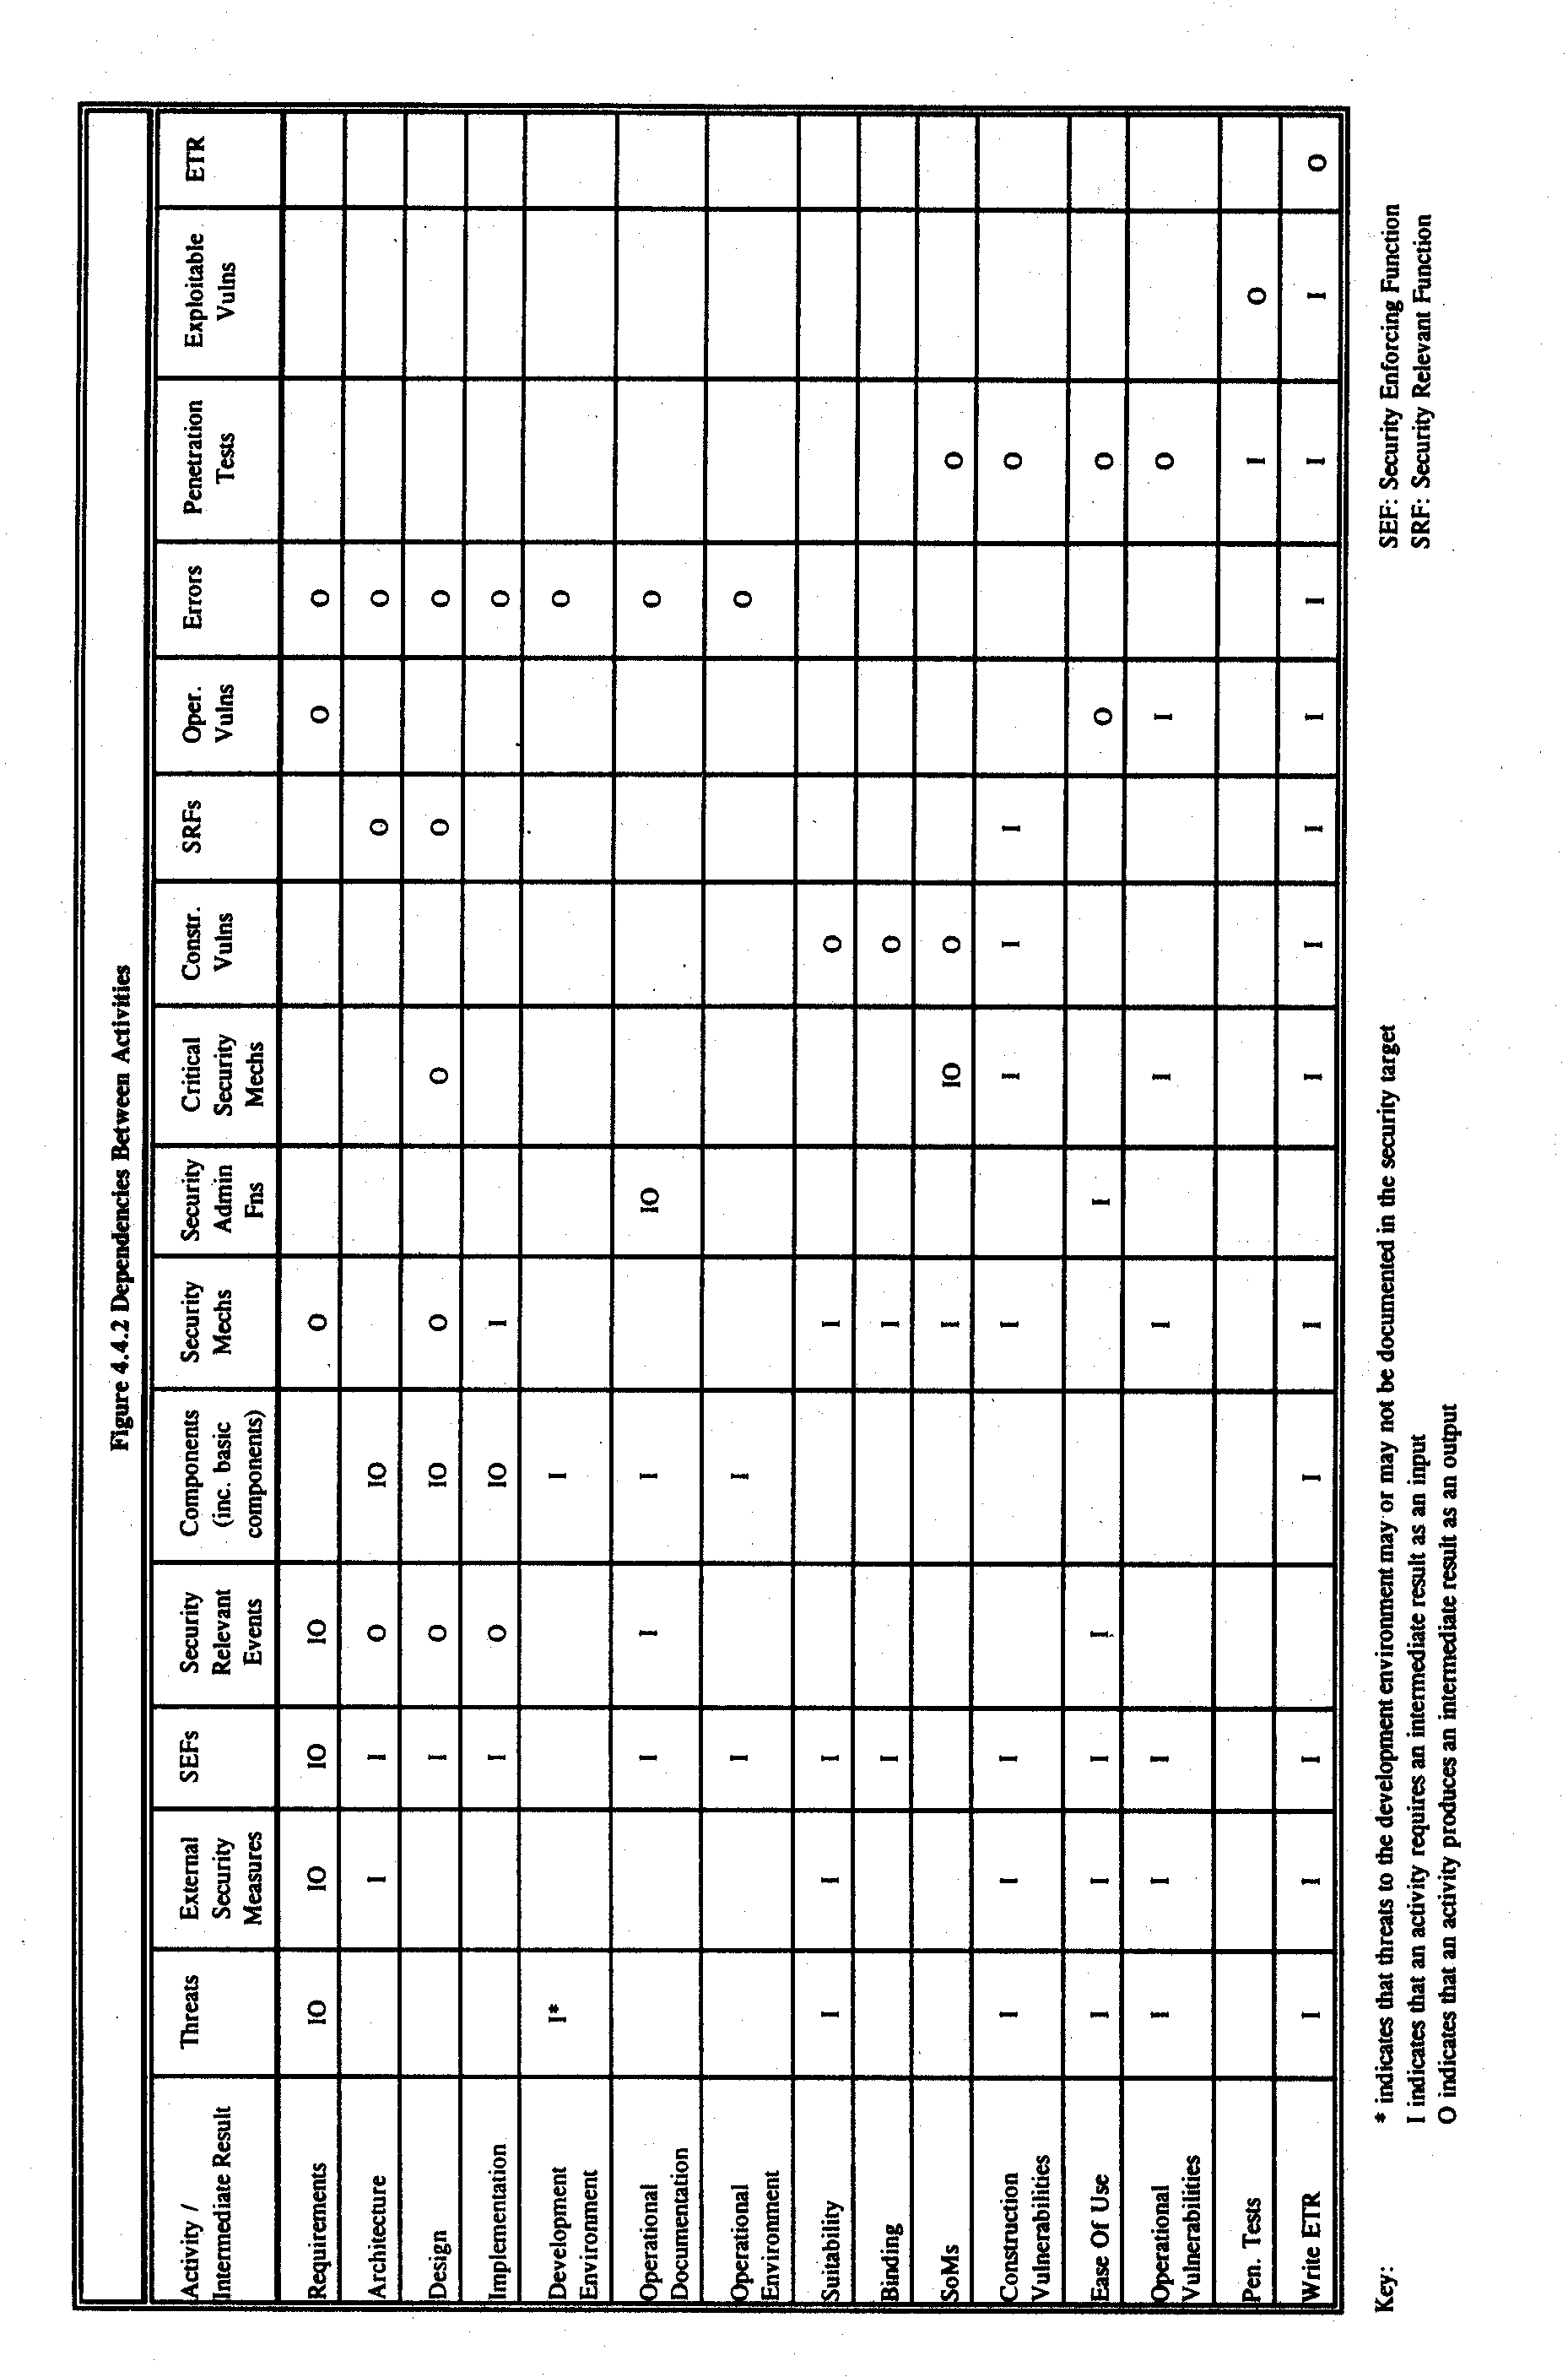 Figure 4.4.2 Dependencies Between Activities
Activity / Intermediate Result Threats External Security Measures SEFs Security Relevant Events Components (inc. basic components) Security Mechs Security Admin Fns Critical Security Mechs Constr. Vulns SRFs Oper. Vulns Errors Penetration Tests Exploitable Vulns ETR
Requirements IO IO IO IO O O O
Architecture I I O IO O O
Design I O IO O O O O
Implementation I O IO I O
Development Environment I* I O
Operational Documentation I I I IO O
Operational Environment I I O
Suitability I I I I O
Binding I I O
SoMs I IO O O
Construction Vulnerabilities I I I I I I I O
Ease Of Use I I I I I O O
Operational Vulnerabilities I I I I I I O
Pen. Tests I O
Write ETR I I I I I I I I I I I I O
Key:
* indicates that threats to the development environment may or may not be documented in the security target
I indicates that an activity requires an intermediate result as an input
O indicates that an activity produces an intermediate result as an output
SEF: Security Enforcing Function
SRF: Security Relevant Function